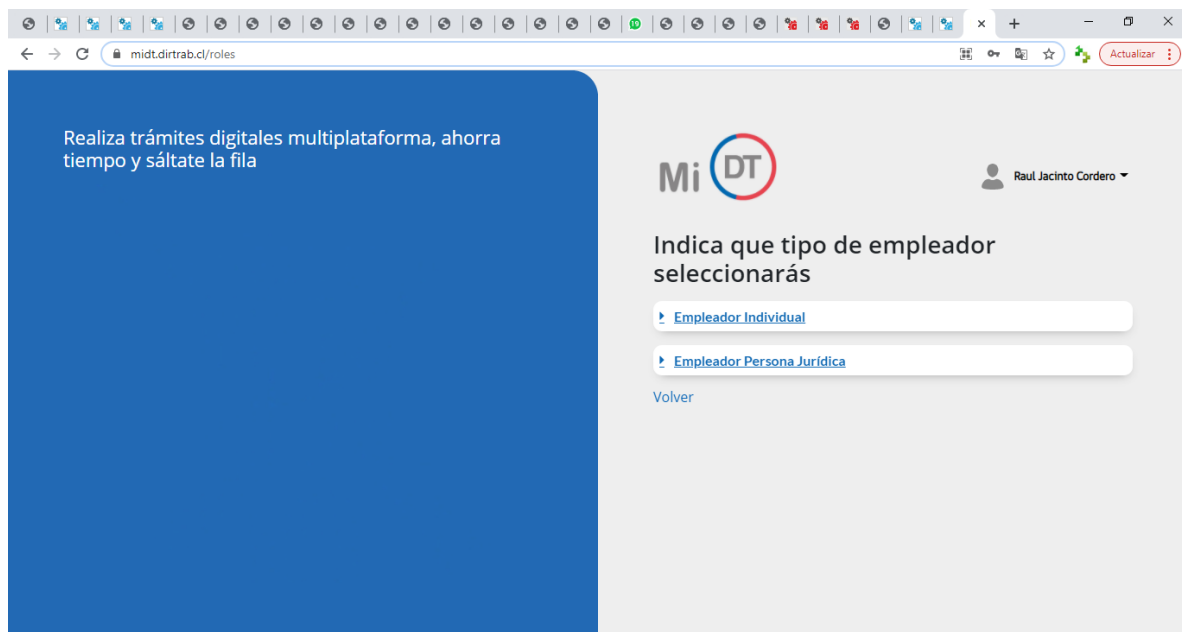 19
midt.dirtrab.cl/roles
Actualizar
Realiza trámites digitales multiplataforma, ahorra
tiempo y sáltate la fila
Mi DT
Raul Jacinto Cordero
Indica que tipo de empleador
seleccionarás
Empleador Individual
Empleador Persona Jurídica
Volver